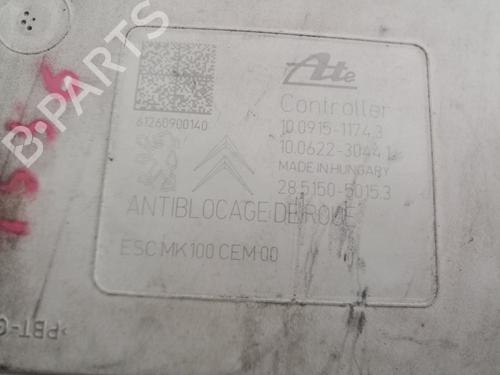 Ate
Controller
61260900140
10.0915-1174.3
10.0622-3044.1
MADE IN HUNGARY
28.5150-5015.3
ANTIBLOCAGE DE ROUE
ESC MK100 CEM 00
B-PARTS